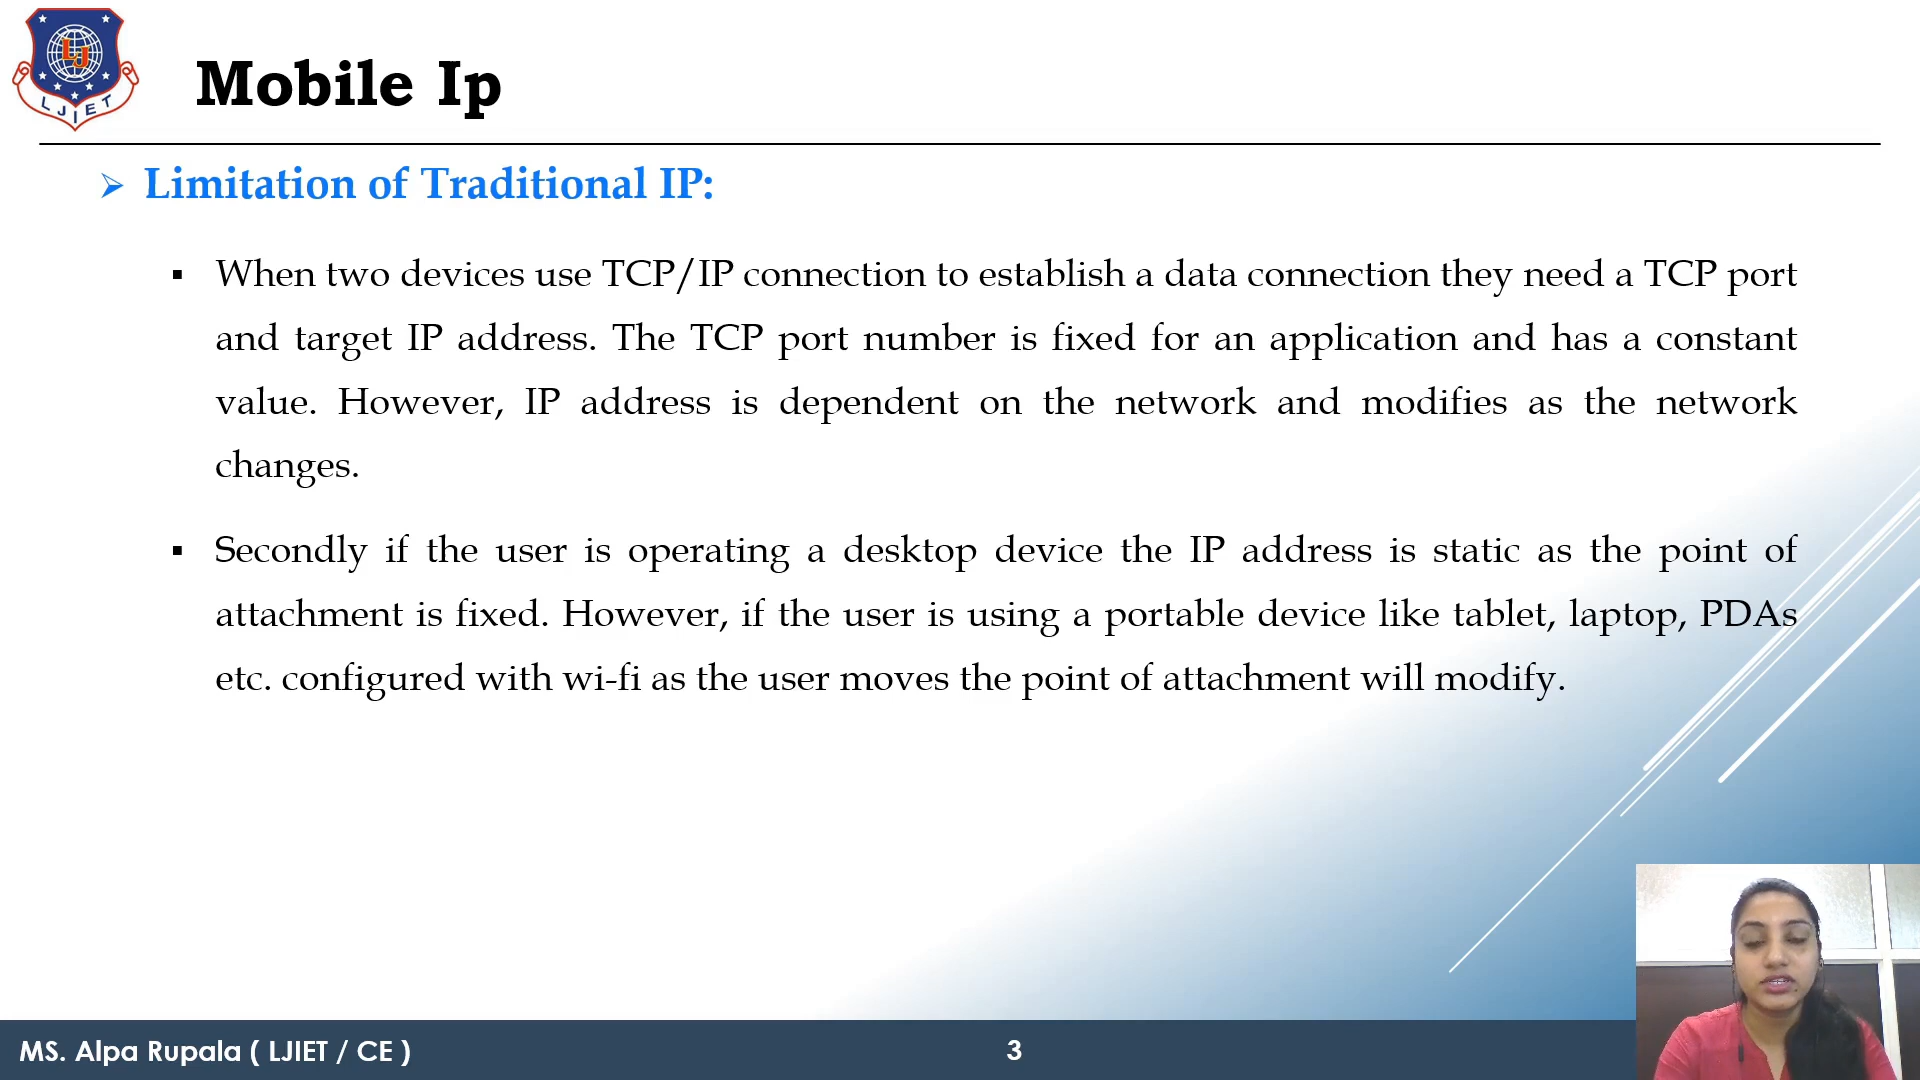 LJ
LJIET
Mobile Ip
Limitation of Traditional IP:
When two devices use TCP/IP connection to establish a data connection they need a TCP port
and target IP address. The TCP port number is fixed for an application and has a constant
value. However, IP address is dependent on the network and modifies as the network
changes.
Secondly if the user is operating a desktop device the IP address is static as the point of
attachment is fixed. However, if the user is using a portable device like tablet, laptop, PDAs
etc. configured with wi-fi as the user moves the point of attachment will modify.
MS. Alpa Rupala ( LJIET / CE )
3